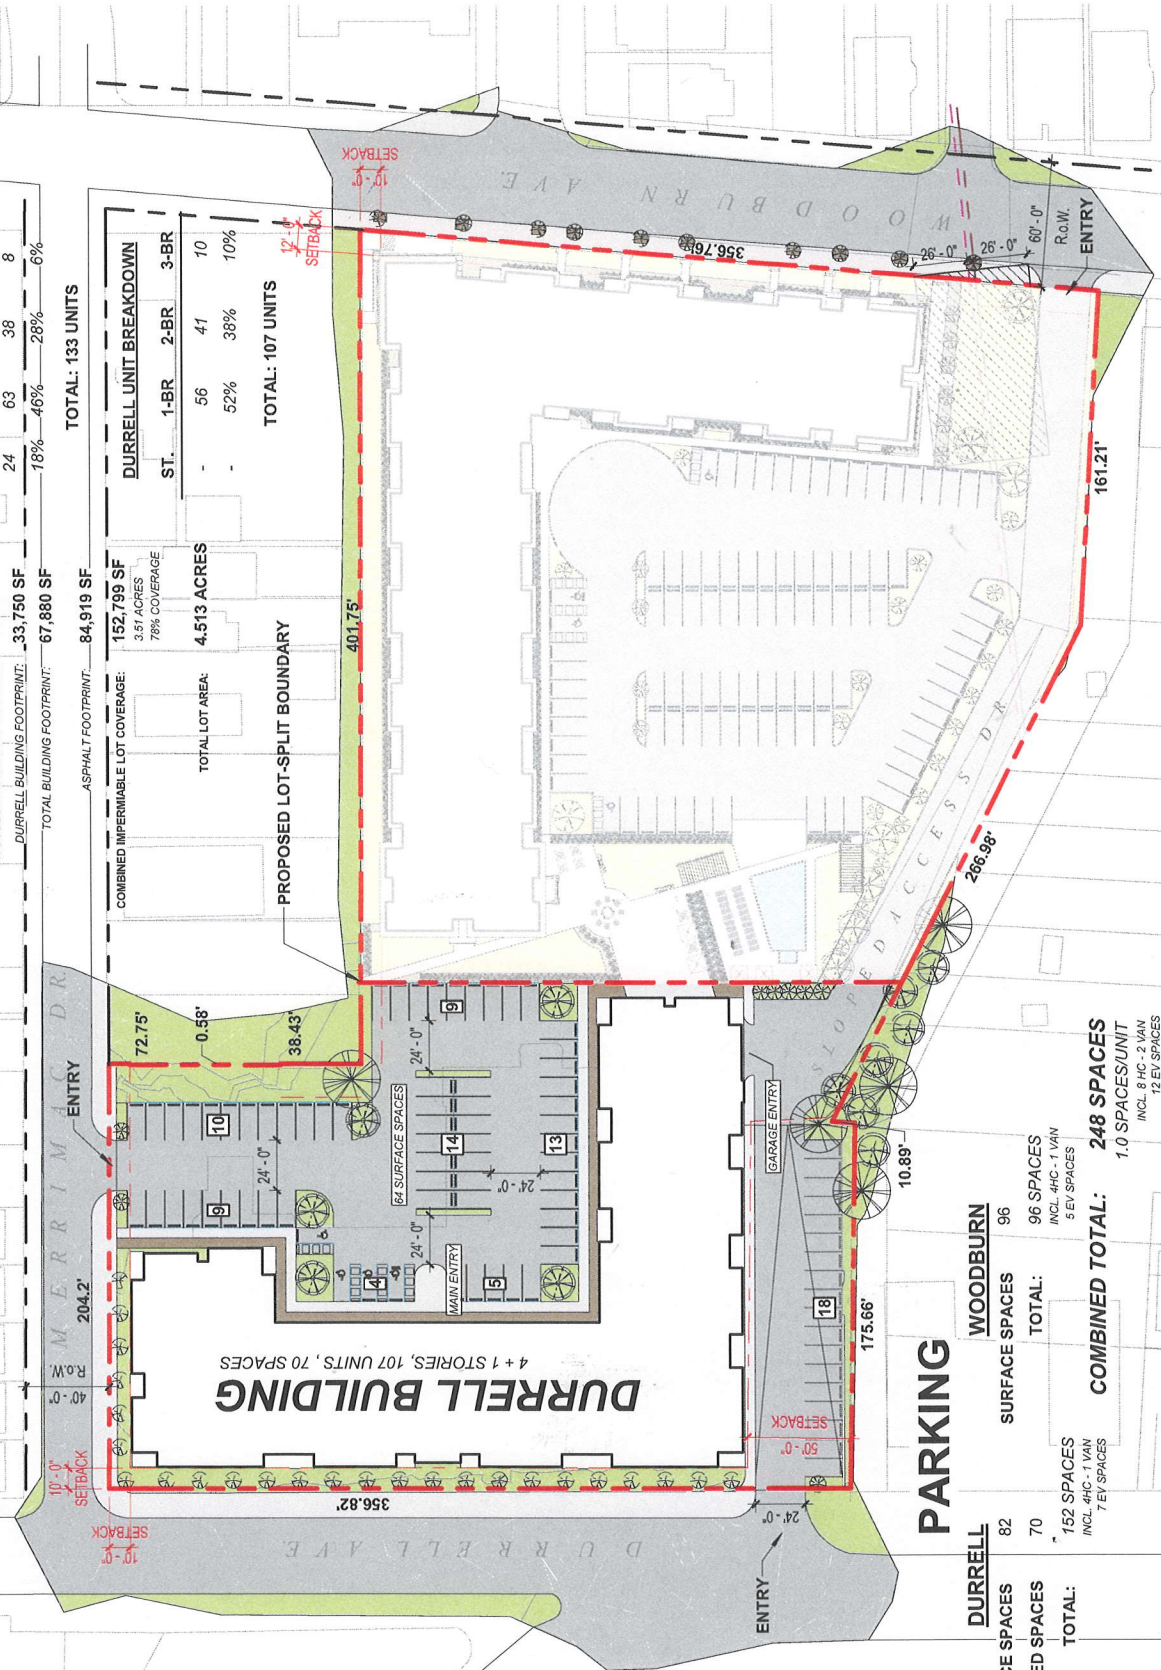 24 63 38 8
18% 46% 28% 6%
TOTAL: 133 UNITS
DURRELL UNIT BREAKDOWN
ST. 1-BR 2-BR 3-BR
- 56 41 10
- 52% 38% 10%
TOTAL: 107 UNITS
DURRELL BUILDING FOOTPRINT: 33,750 SF
TOTAL BUILDING FOOTPRINT: 67,880 SF
ASPHALT FOOTPRINT: 84,919 SF
COMBINED IMPERMIABLE LOT COVERAGE: 152,799 SF
3.51 ACRES
78% COVERAGE
TOTAL LOT AREA: 4.513 ACRES
PROPOSED LOT-SPLIT BOUNDARY
401.75'
10'-0"
SETBACK
12'-0"
SETBACK
WOODBURN AVE.
356.76'
26'-0"
26'-0"
60'-0"
R.o.W.
ENTRY
161.21'
266.98'
SLOPED ACCESS DR
MERRIMAC DR.
ENTRY
72.75'
0.58'
38.43'
204.2'
40'-0"
R.o.W.
10'-0"
SETBACK
10'-0"
SETBACK
10
9
24'-0"
64 SURFACE SPACES
9
24'-0"
14
13
24'-0"
24'-0"
4
5
MAIN ENTRY
DURRELL BUILDING
4 + 1 STORIES, 107 UNITS, 70 SPACES
GARAGE ENTRY
10.89'
18
175.66'
50'-0"
SETBACK
356.82'
DURRELL AVE
24'-0"
ENTRY
PARKING
DURRELL
CE SPACES 82
ED SPACES 70
TOTAL: 152 SPACES
INCL. 4HC - 1 VAN
7 EV SPACES
WOODBURN
SURFACE SPACES 96
TOTAL: 96 SPACES
INCL. 4HC - 1 VAN
5 EV SPACES
COMBINED TOTAL: 248 SPACES
1.0 SPACES/UNIT
INCL. 8 HC - 2 VAN
12 EV SPACES